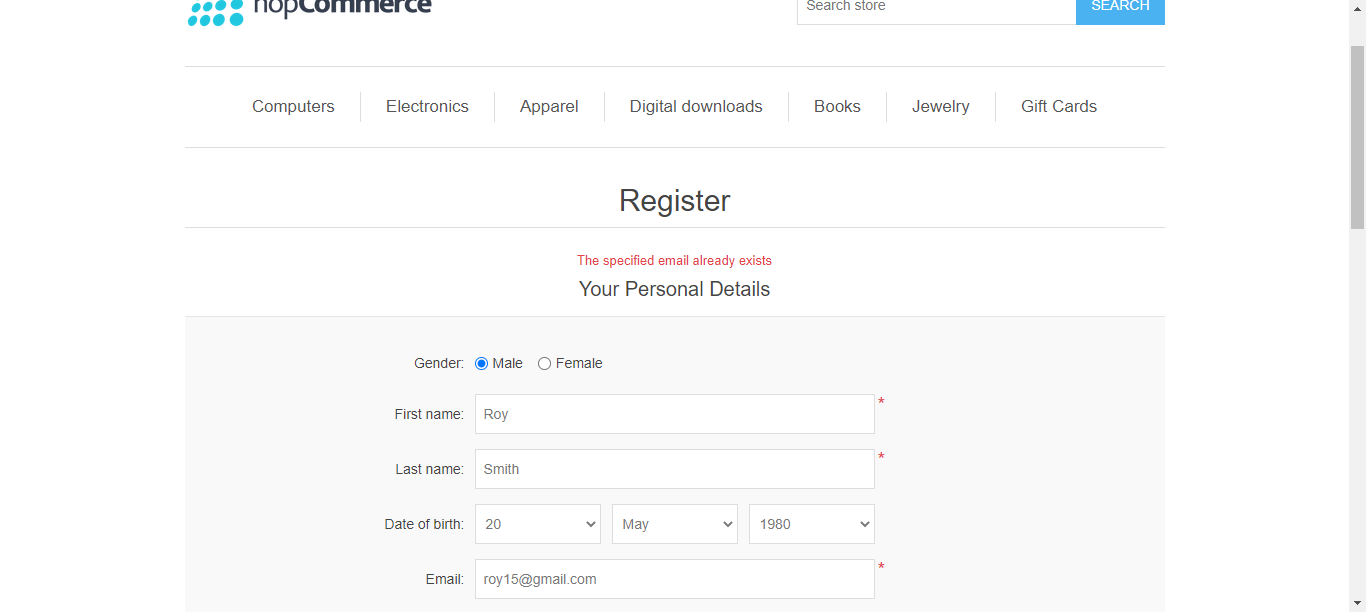 nopCommerce
Search store
SEARCH
Computers Electronics Apparel Digital downloads Books Jewelry Gift Cards
Register
The specified email already exists
Your Personal Details
Gender: Male Female
First name: Roy *
Last name: Smith *
Date of birth: 20 May 1980
Email: roy15@gmail.com *